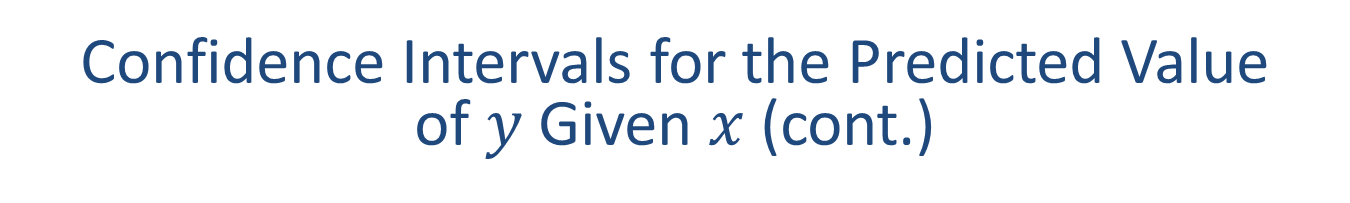 Confidence Intervals for the Predicted Value
of y Given x (cont.)